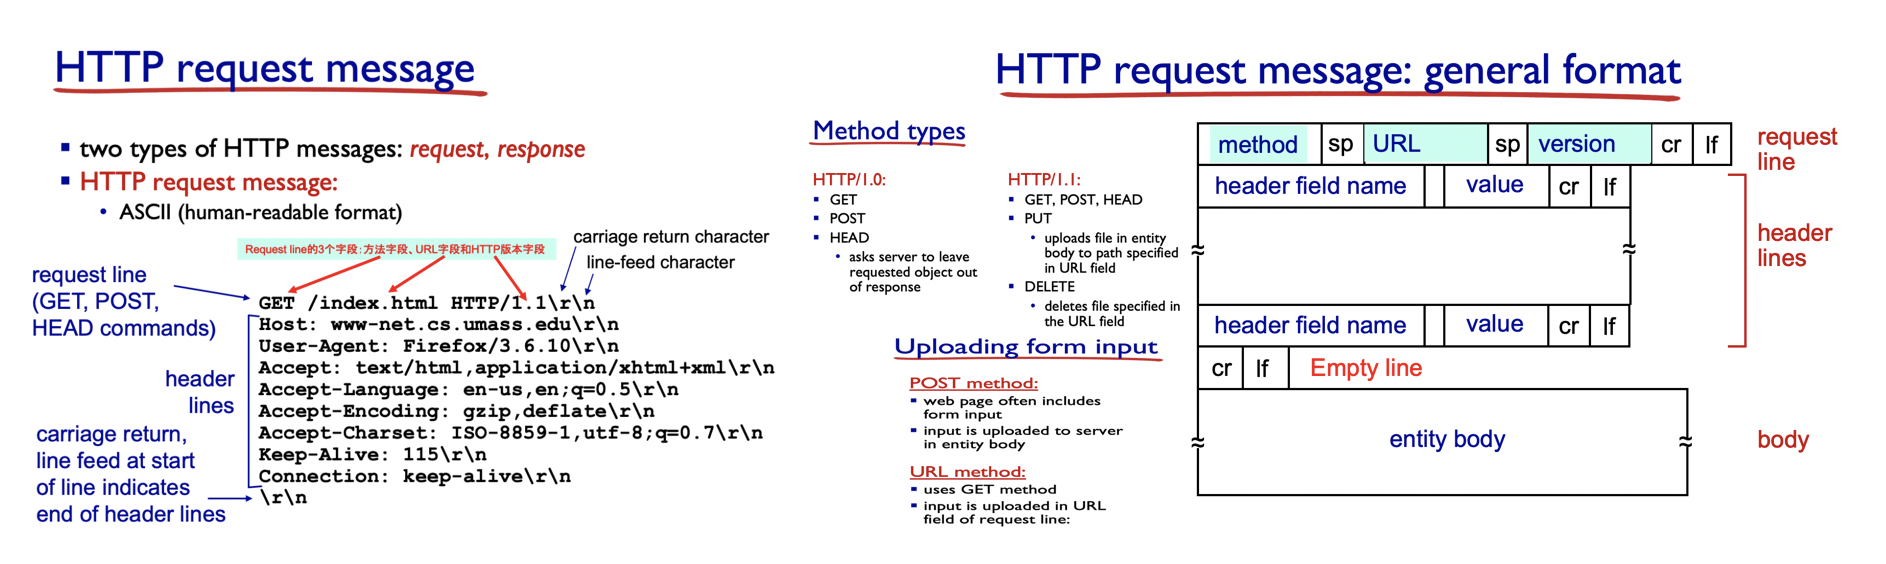 HTTP request message
▪ two types of HTTP messages: request, response
▪ HTTP request message:
• ASCII (human-readable format)
Request line的3个字段：方法字段、URL字段和HTTP版本字段
carriage return character
line-feed character
request line
(GET, POST,
HEAD commands)
GET /index.html HTTP/1.1\r\n
Host: www-net.cs.umass.edu\r\n
User-Agent: Firefox/3.6.10\r\n
Accept: text/html,application/xhtml+xml\r\n
Accept-Language: en-us,en;q=0.5\r\n
Accept-Encoding: gzip,deflate\r\n
Accept-Charset: ISO-8859-1,utf-8;q=0.7\r\n
Keep-Alive: 115\r\n
Connection: keep-alive\r\n
\r\n
header
lines
carriage return,
line feed at start
of line indicates
end of header lines
HTTP request message: general format
Method types
HTTP/1.0:
▪ GET
▪ POST
▪ HEAD
• asks server to leave
requested object out
of response
HTTP/1.1:
▪ GET, POST, HEAD
▪ PUT
• uploads file in entity
body to path specified
in URL field
▪ DELETE
• deletes file specified in
the URL field
Uploading form input
POST method:
▪ web page often includes
form input
▪ input is uploaded to server
in entity body
URL method:
▪ uses GET method
▪ input is uploaded in URL
field of request line:
method sp URL sp version cr lf
request
line
header field name value cr lf
header
lines
header field name value cr lf
cr lf Empty line
entity body
body